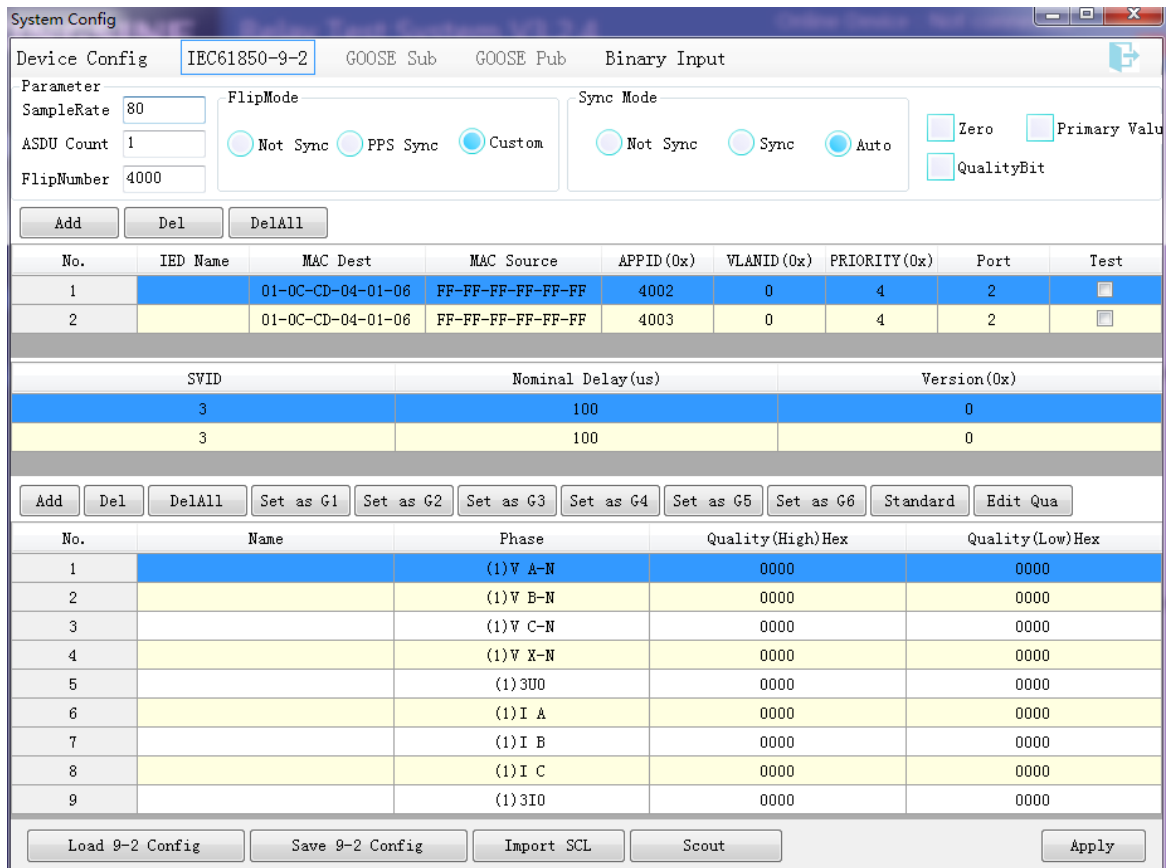 System Config
Relay Test System V3.2.4
Device Config IEC61850-9-2 GOOSE Sub GOOSE Pub Binary Input
Parameter
SampleRate 80
ASDU Count 1
FlipNumber 4000
FlipMode
Not Sync PPS Sync Custom
Sync Mode
Not Sync Sync Auto
Zero Primary Valu
QualityBit
Add Del DelAll
No. IED Name MAC Dest MAC Source APPID(0x) VLANID(0x) PRIORITY(0x) Port Test
1 01-0C-CD-04-01-06 FF-FF-FF-FF-FF-FF 4002 0 4 2
2 01-0C-CD-04-01-06 FF-FF-FF-FF-FF-FF 4003 0 4 2
SVID Nominal Delay(us) Version(0x)
3 100 0
3 100 0
Add Del DelAll Set as G1 Set as G2 Set as G3 Set as G4 Set as G5 Set as G6 Standard Edit Qua
No. Name Phase Quality(High)Hex Quality(Low)Hex
1 (1)V A-N 0000 0000
2 (1)V B-N 0000 0000
3 (1)V C-N 0000 0000
4 (1)V X-N 0000 0000
5 (1)3U0 0000 0000
6 (1)I A 0000 0000
7 (1)I B 0000 0000
8 (1)I C 0000 0000
9 (1)3I0 0000 0000
Load 9-2 Config Save 9-2 Config Import SCL Scout Apply